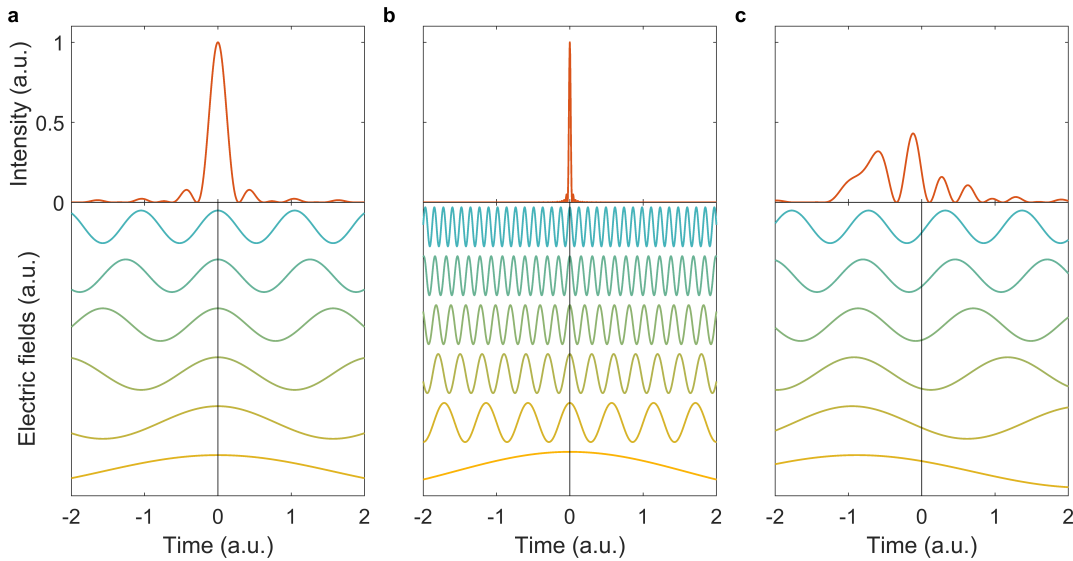 a
b
c
Intensity (a.u.)
1
0.5
0
Electric fields (a.u.)
-2 -1 0 1 2
-2 -1 0 1 2
-2 -1 0 1 2
Time (a.u.)
Time (a.u.)
Time (a.u.)